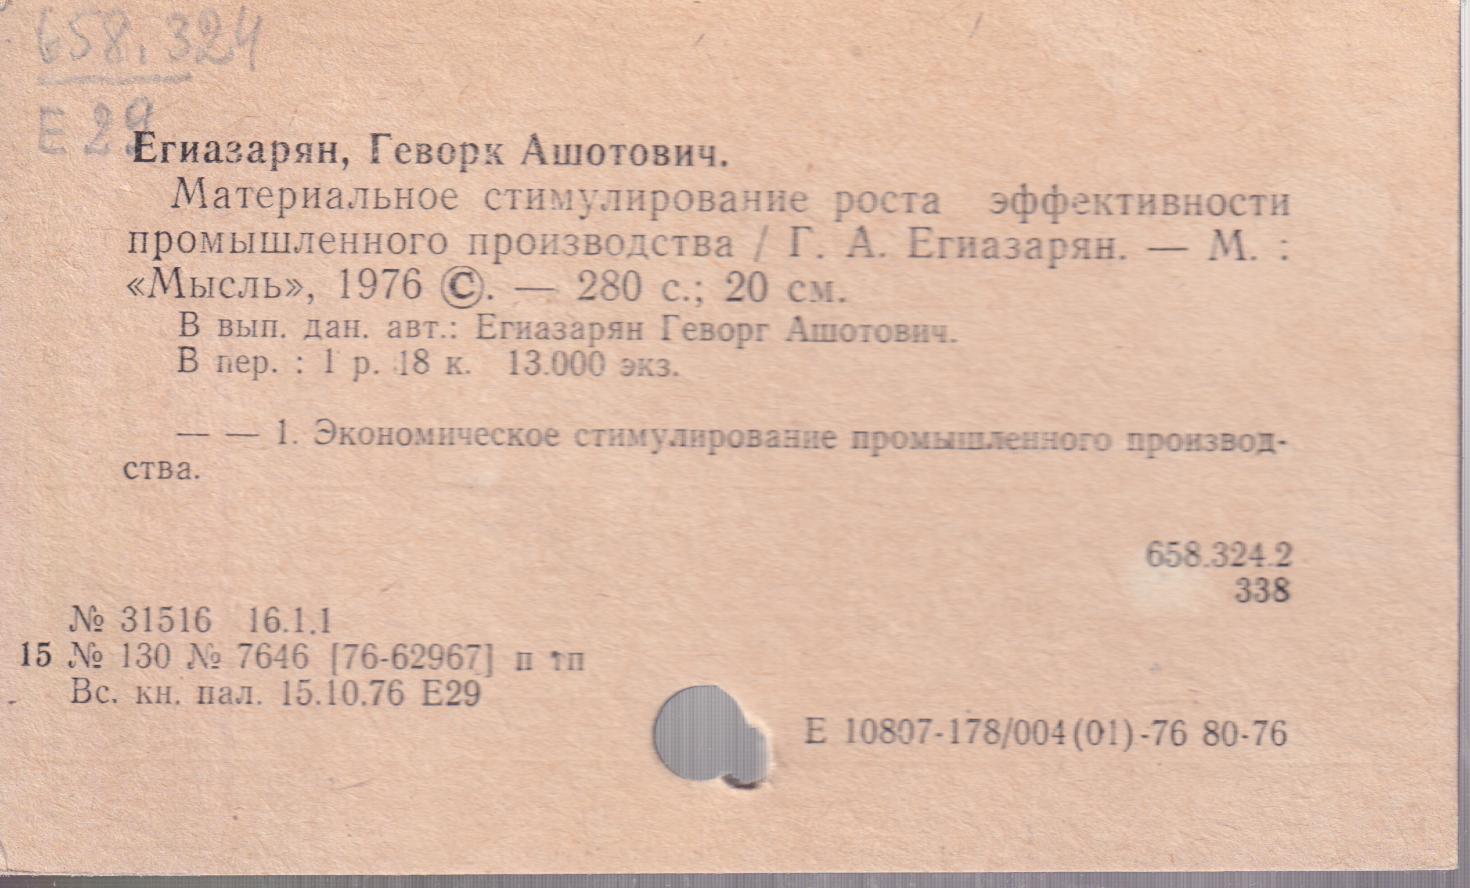 658.324
Е 29
Егиазарян, Геворк Ашотович.
Материальное стимулирование роста эффективности
промышленного производства / Г. А. Егиазарян. — М. :
«Мысль», 1976 ©. — 280 с.; 20 см.
В вып. дан. авт.: Егиазарян Геворг Ашотович.
В пер. : 1 р. 18 к. 13.000 экз.
— — 1. Экономическое стимулирование промышленного производ-
ства.
658.324.2
338
№ 31516 16.1.1
15 № 130 № 7646 [76-62967] п тп
Вс. кн. пал. 15.10.76 Е29
Е 10807-178/004(01)-76 80-76